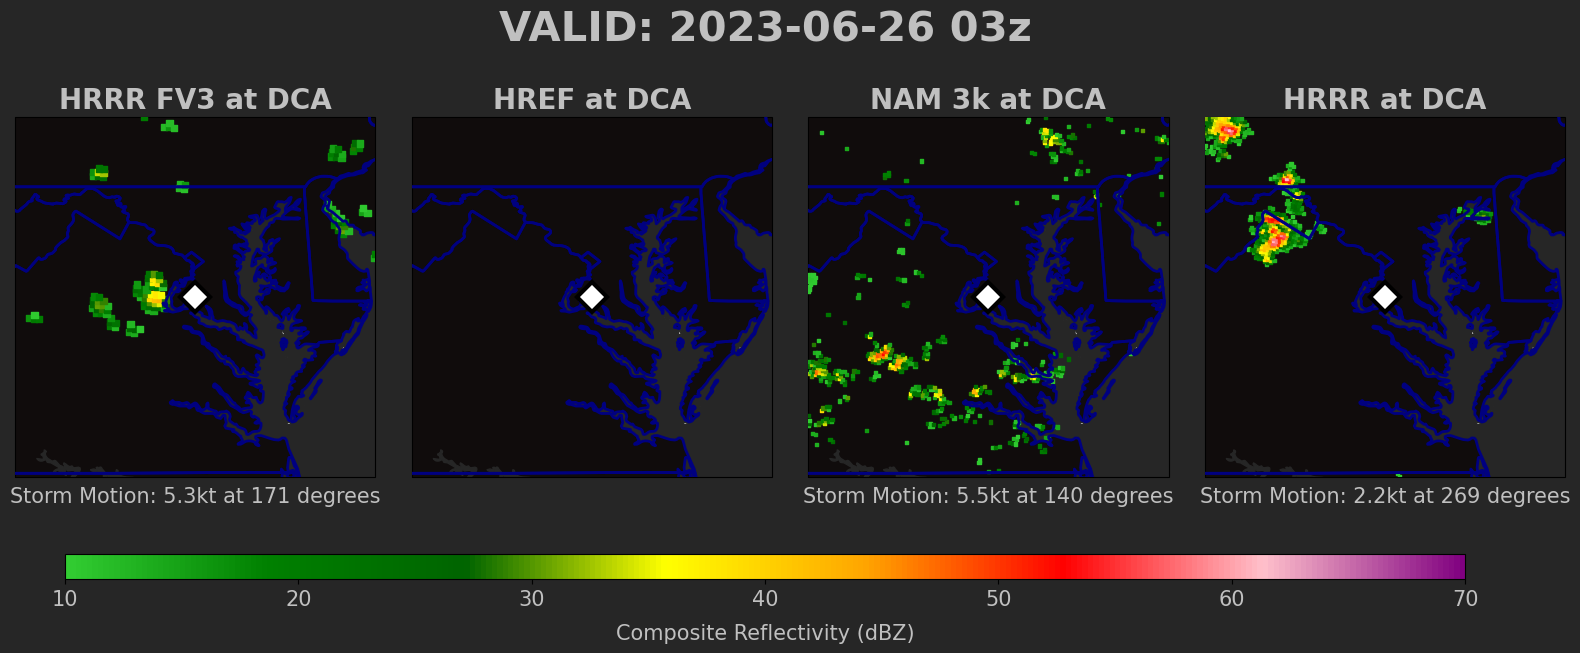 VALID: 2023-06-26 03z
HRRR FV3 at DCA
HREF at DCA
NAM 3k at DCA
HRRR at DCA
Storm Motion: 5.3kt at 171 degrees
Storm Motion: 5.5kt at 140 degrees
Storm Motion: 2.2kt at 269 degrees
10 20 30 40 50 60 70
Composite Reflectivity (dBZ)